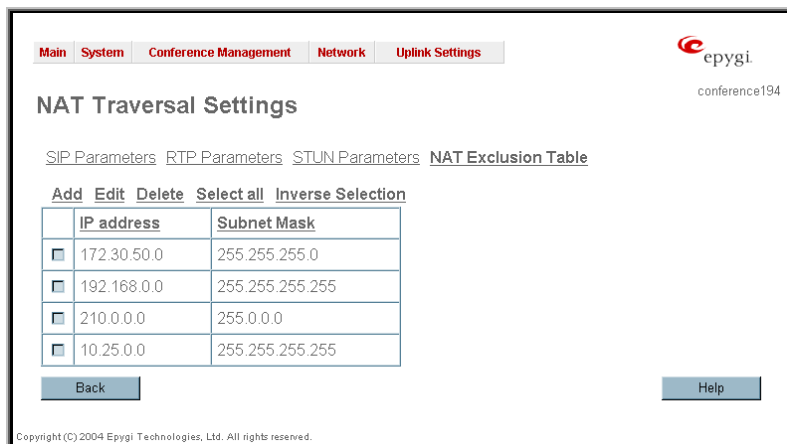 Main System Conference Management Network Uplink Settings
epygi
conference194
NAT Traversal Settings
SIP Parameters RTP Parameters STUN Parameters NAT Exclusion Table
Add Edit Delete Select all Inverse Selection
IP address Subnet Mask
172.30.50.0 255.255.255.0
192.168.0.0 255.255.255.255
210.0.0.0 255.0.0.0
10.25.0.0 255.255.255.255
Back Help
Copyright (C) 2004 Epygi Technologies, Ltd. All rights reserved.